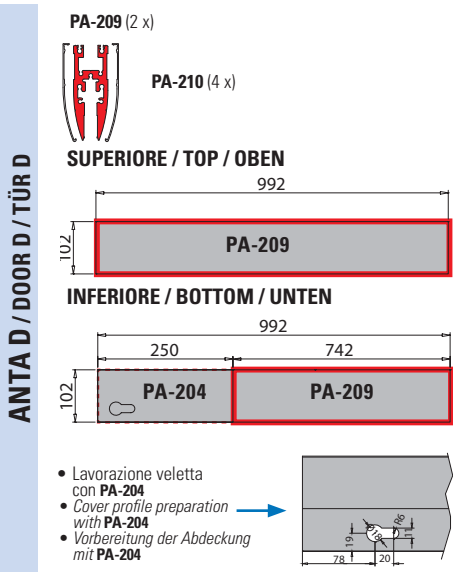 PA-209 (2 x)
PA-210 (4 x)
ANTA D / DOOR D / TÜR D
SUPERIORE / TOP / OBEN
992
102
PA-209
INFERIORE / BOTTOM / UNTEN
992
250 742
102
PA-204 PA-209
• Lavorazione veletta
con PA-204
• Cover profile preparation
with PA-204
• Vorbereitung der Abdeckung
mit PA-204
Ø18
R6
19
11
78
20